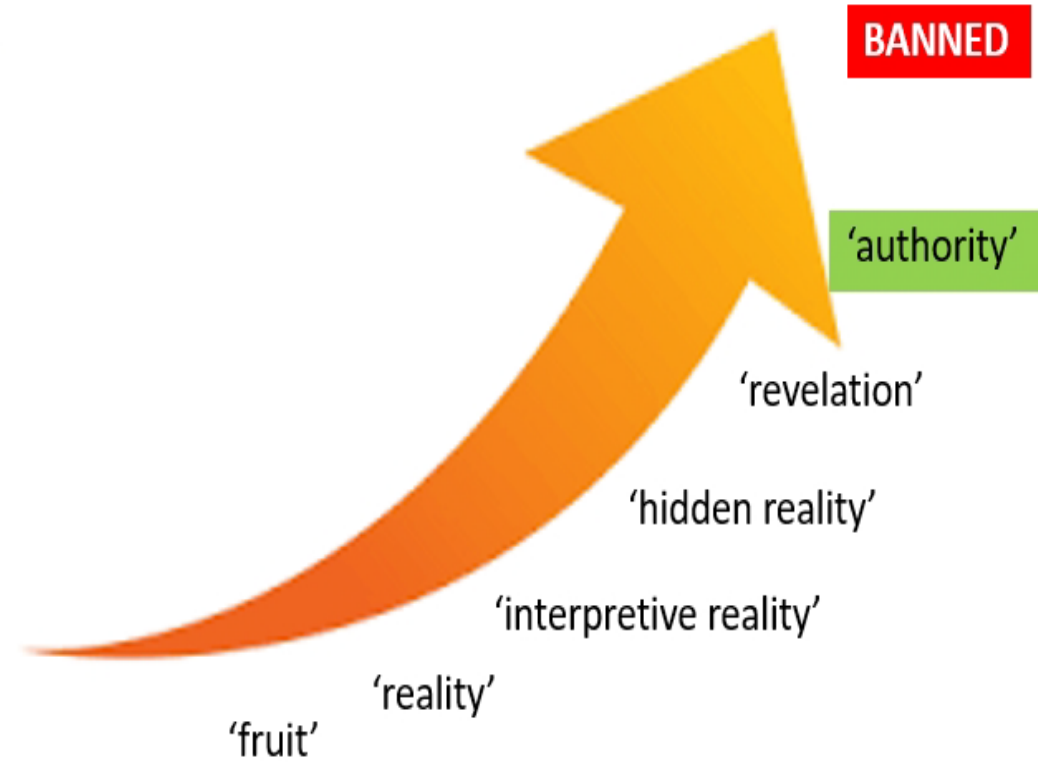 BANNED
‘authority’
‘revelation’
‘hidden reality’
‘interpretive reality’
‘reality’
‘fruit’